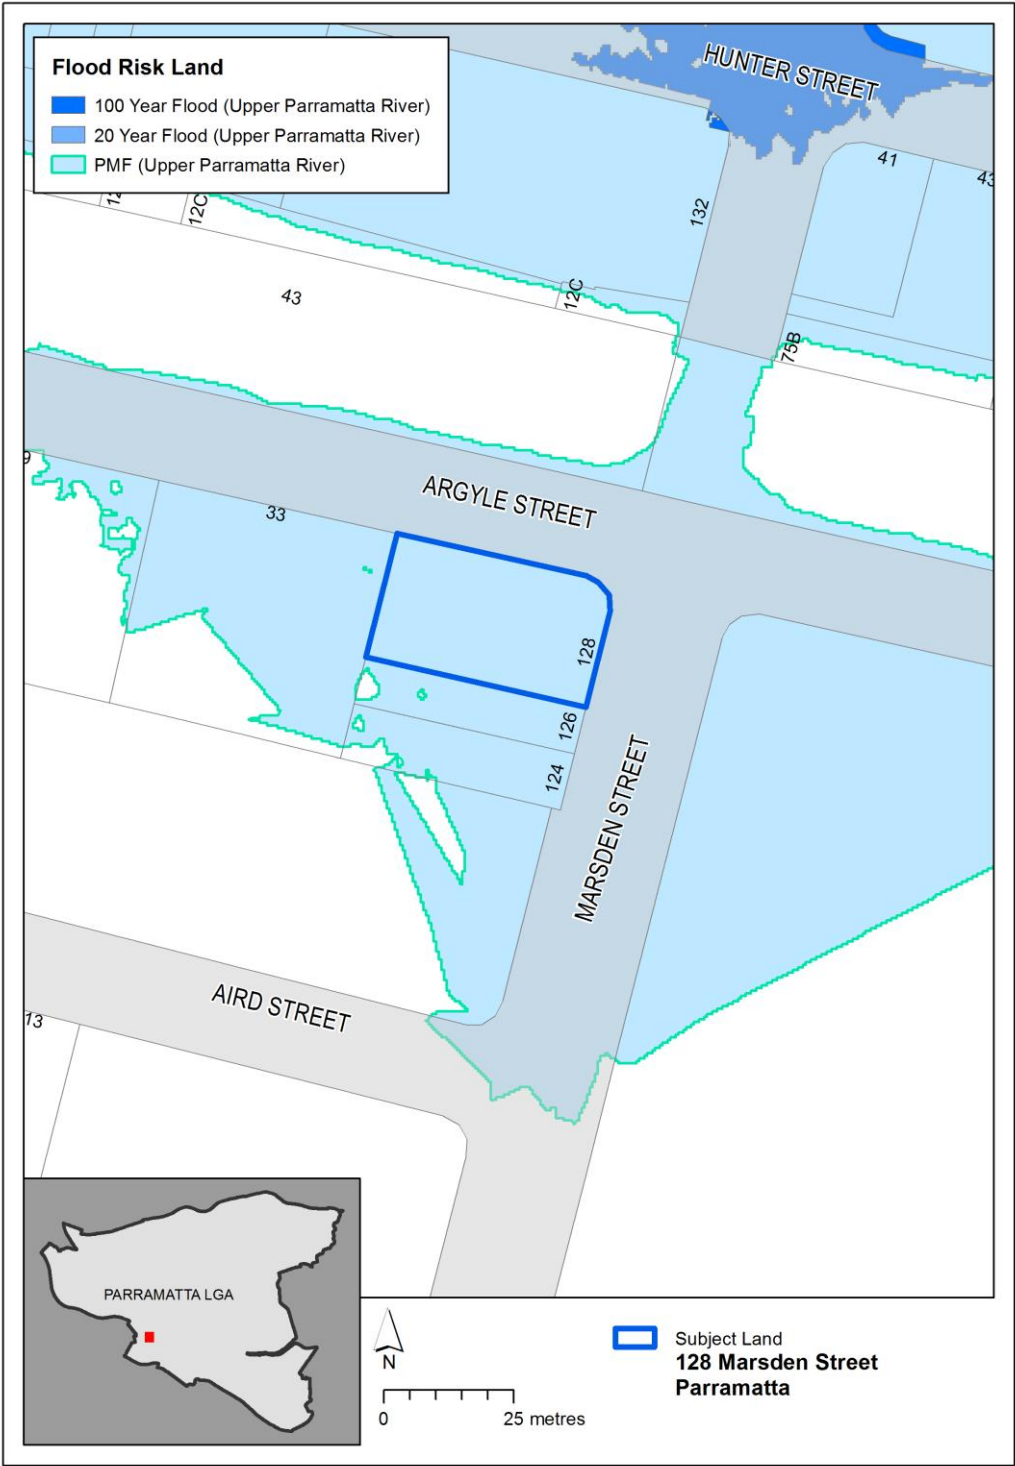 HUNTER STREET
Flood Risk Land
100 Year Flood (Upper Parramatta River)
20 Year Flood (Upper Parramatta River)
PMF (Upper Parramatta River)
41
43
12C
132
43
12C
75B
ARGYLE STREET
33
128
126
124
MARSDEN STREET
AIRD STREET
13
PARRAMATTA LGA
N
0
25 metres
Subject Land
128 Marsden Street
Parramatta